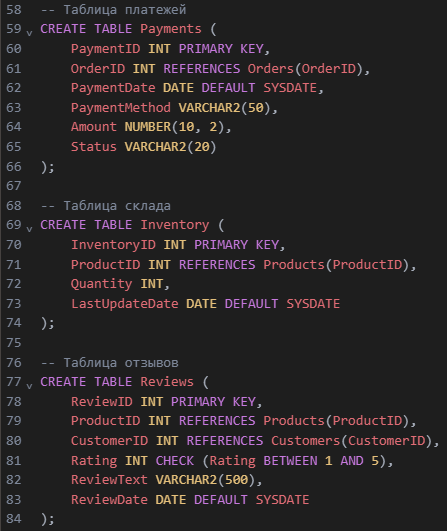 58 -- Таблица платежей
59 CREATE TABLE Payments (
60     PaymentID INT PRIMARY KEY,
61     OrderID INT REFERENCES Orders(OrderID),
62     PaymentDate DATE DEFAULT SYSDATE,
63     PaymentMethod VARCHAR2(50),
64     Amount NUMBER(10, 2),
65     Status VARCHAR2(20)
66 );
67
68 -- Таблица склада
69 CREATE TABLE Inventory (
70     InventoryID INT PRIMARY KEY,
71     ProductID INT REFERENCES Products(ProductID),
72     Quantity INT,
73     LastUpdateDate DATE DEFAULT SYSDATE
74 );
75
76 -- Таблица отзывов
77 CREATE TABLE Reviews (
78     ReviewID INT PRIMARY KEY,
79     ProductID INT REFERENCES Products(ProductID),
80     CustomerID INT REFERENCES Customers(CustomerID),
81     Rating INT CHECK (Rating BETWEEN 1 AND 5),
82     ReviewText VARCHAR2(500),
83     ReviewDate DATE DEFAULT SYSDATE
84 );